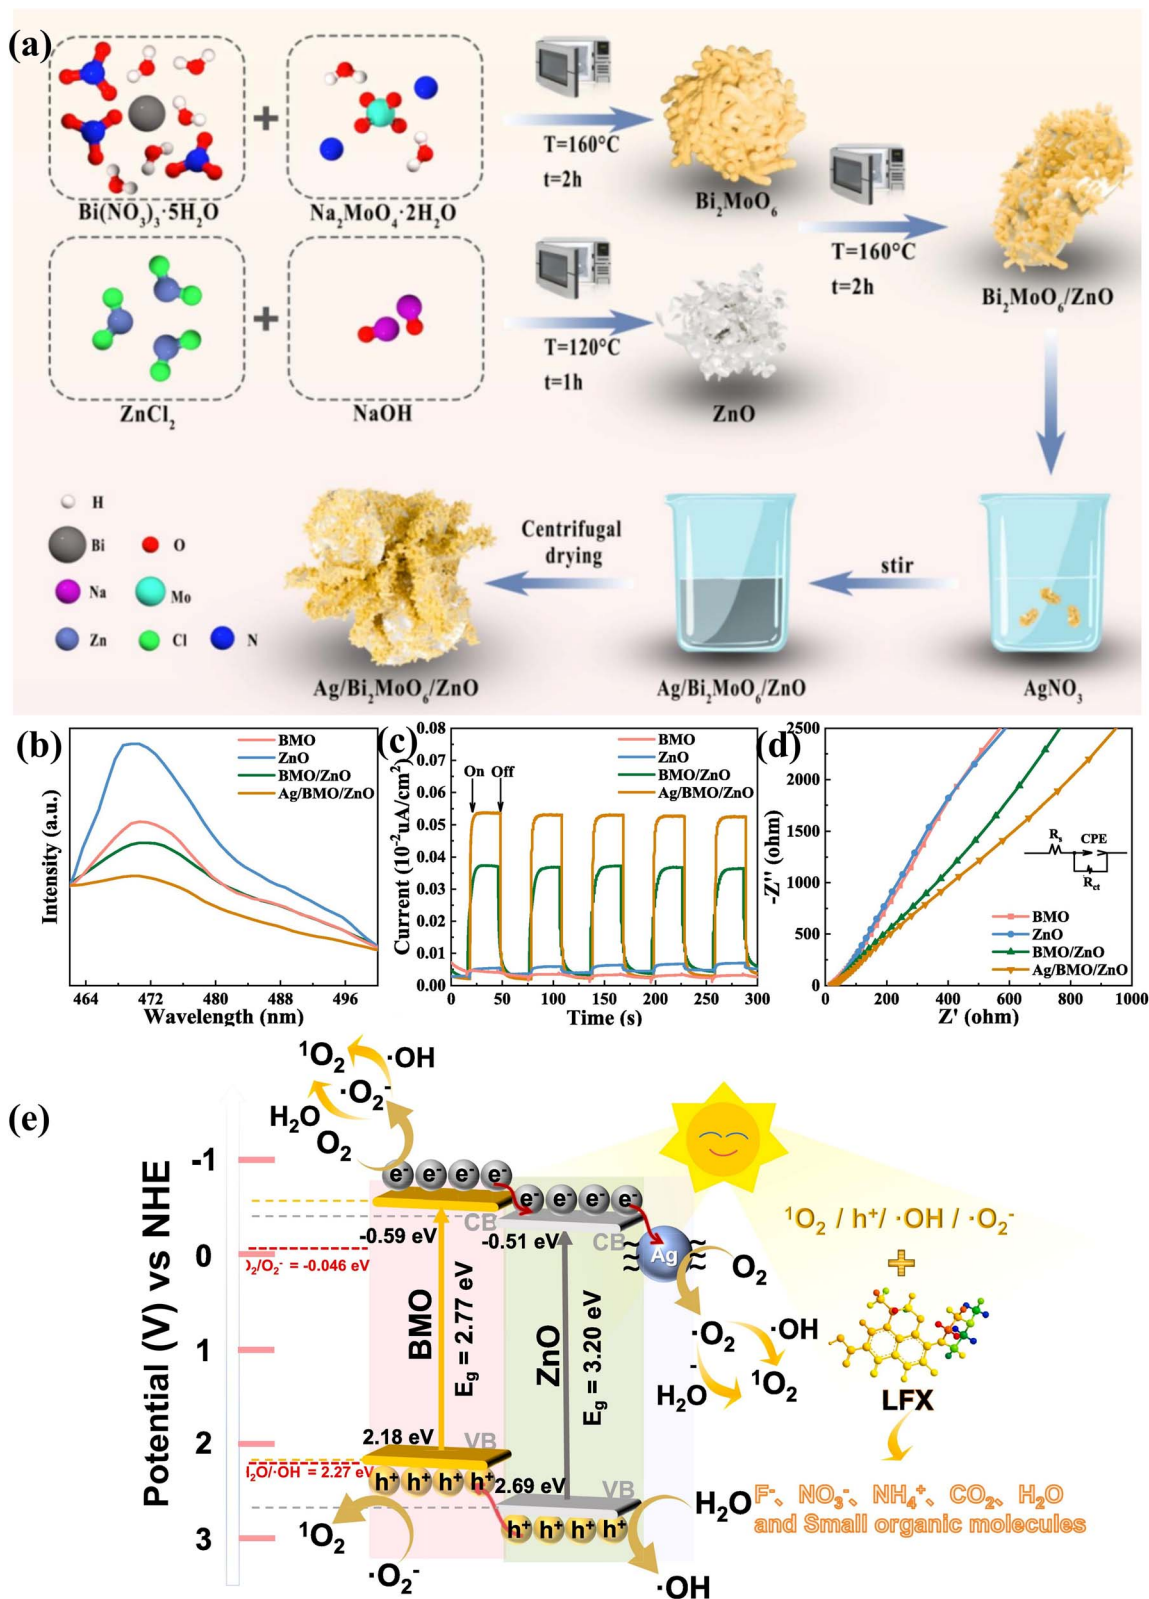 (a)
Bi(NO₃)₃·5H₂O
+
Na₂MoO₄·2H₂O
T=160°C
t=2h
Bi₂MoO₆
T=160°C
t=2h
Bi₂MoO₆/ZnO
ZnCl₂
+
NaOH
T=120°C
t=1h
ZnO
H
Bi
O
Na
Mo
Zn
Cl
N
Ag/Bi₂MoO₆/ZnO
Centrifugal
drying
Ag/Bi₂MoO₆/ZnO
stir
AgNO₃
(b)
BMO
ZnO
BMO/ZnO
Ag/BMO/ZnO
Intensity (a.u.)
464 472 480 488 496
Wavelength (nm)
(c)
BMO
ZnO
BMO/ZnO
Ag/BMO/ZnO
On Off
Current (10⁻²uA/cm²)
0.08
0.07
0.06
0.05
0.04
0.03
0.02
0.01
0.00
0 50 100 150 200 250 300
Time (s)
(d)
-Z'' (ohm)
2500
2000
1500
1000
500
0
Rs CPE
Rct
BMO
ZnO
BMO/ZnO
Ag/BMO/ZnO
0 200 400 600 800 1000
Z' (ohm)
(e)
Potential (V) vs NHE
-1
0
1
2
3
¹O₂
·OH
·O₂⁻
H₂O
O₂
e⁻ e⁻ e⁻ e⁻
e⁻ e⁻ e⁻ e⁻
CB
-0.59 eV
CB
-0.51 eV
O₂/O₂⁻ = -0.046 eV
BMO
Eg = 2.77 eV
ZnO
Eg = 3.20 eV
Ag
O₂
·O₂⁻
·OH
H₂O
¹O₂
2.18 eV
VB
₂O/·OH = 2.27 eV
h⁺ h⁺ h⁺ h⁺
2.69 eV
VB
h⁺ h⁺ h⁺ h⁺
¹O₂
·O₂⁻
H₂O
·OH
¹O₂ / h⁺/ ·OH / ·O₂⁻
+
LFX
F⁻、NO₃⁻、NH₄⁺、CO₂、H₂O
and Small organic molecules